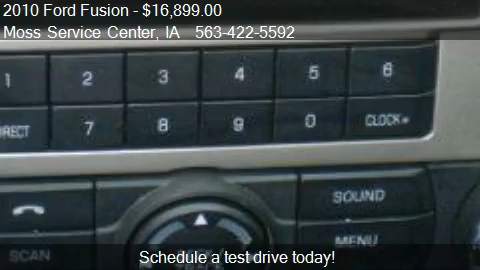 2010 Ford Fusion - $16,899.00
Moss Service Center, IA 563-422-5592
1 2 3 4 5 6
DIRECT 7 8 9 0 CLOCK
SOUND
MENU
SCAN
Schedule a test drive today!